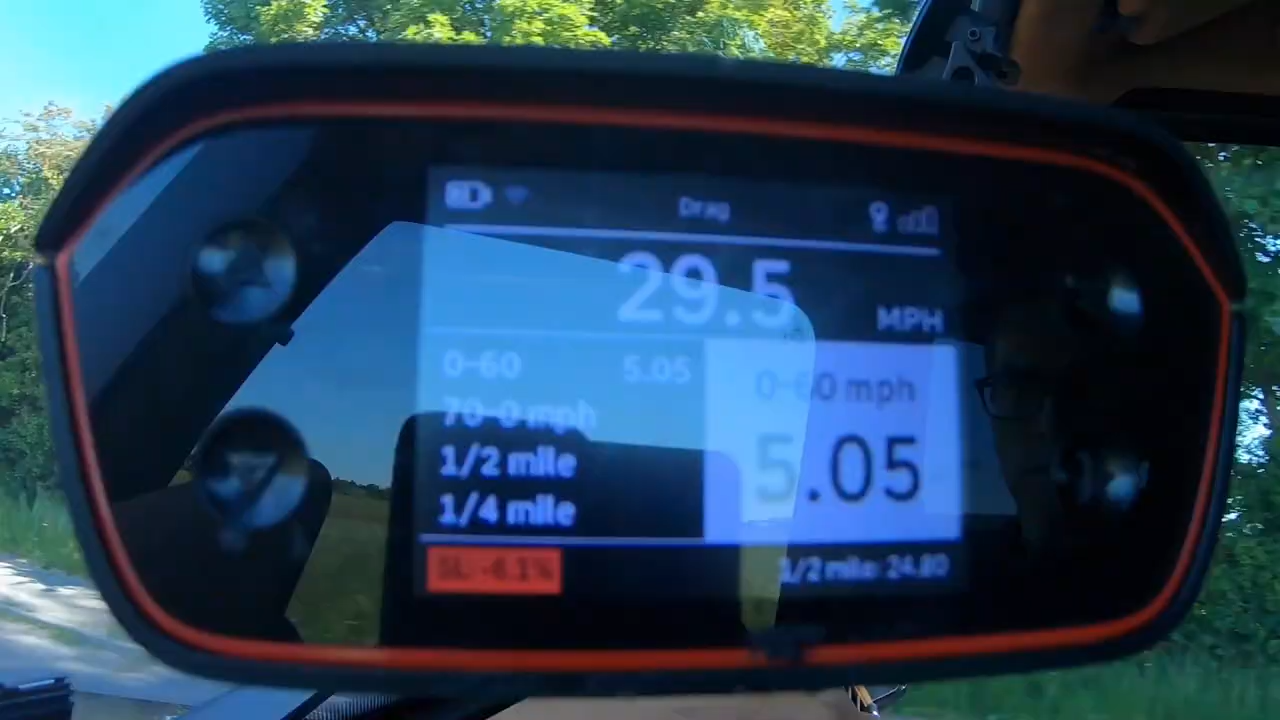 Drag
29.5
MPH
0-60 5.05
70-0 mph
1/2 mile
1/4 mile
0-60 mph
5.05
1/2 mile: 24.80